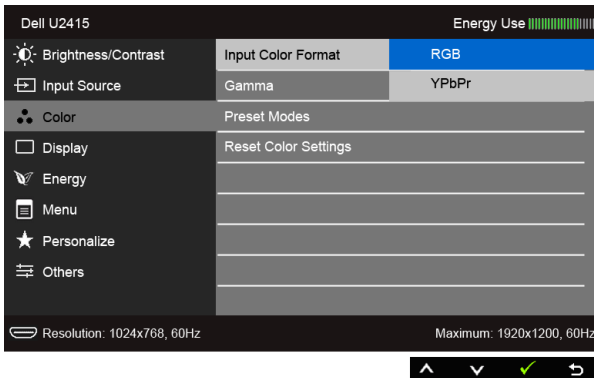 Dell U2415 Energy Use
Brightness/Contrast Input Color Format RGB
Input Source Gamma YPbPr
Color Preset Modes
Display Reset Color Settings
Energy
Menu
Personalize
Others
Resolution: 1024x768, 60Hz Maximum: 1920x1200, 60Hz